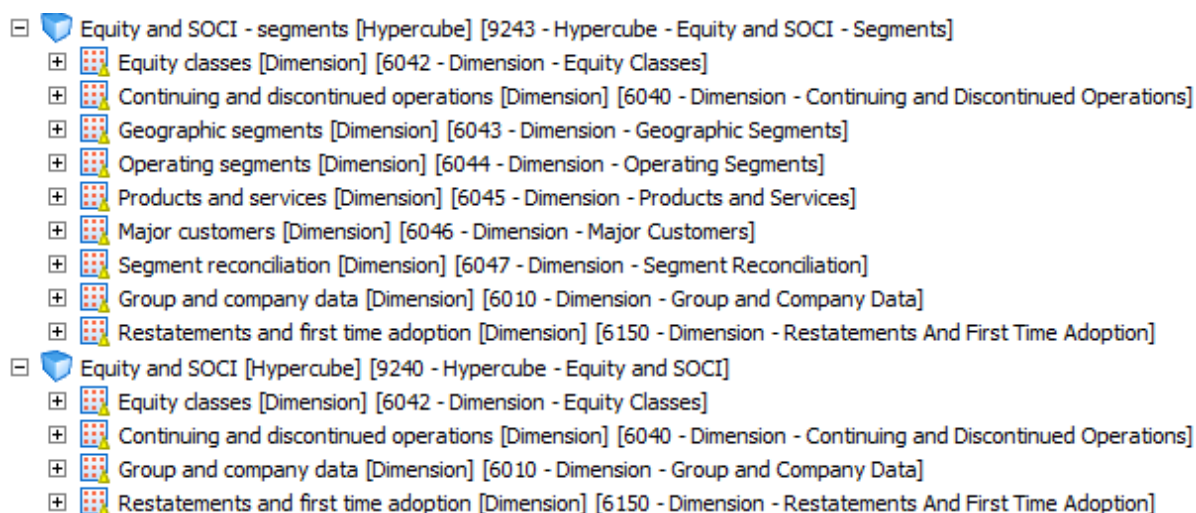 Equity and SOCI - segments [Hypercube] [9243 - Hypercube - Equity and SOCI - Segments]
Equity classes [Dimension] [6042 - Dimension - Equity Classes]
Continuing and discontinued operations [Dimension] [6040 - Dimension - Continuing and Discontinued Operations]
Geographic segments [Dimension] [6043 - Dimension - Geographic Segments]
Operating segments [Dimension] [6044 - Dimension - Operating Segments]
Products and services [Dimension] [6045 - Dimension - Products and Services]
Major customers [Dimension] [6046 - Dimension - Major Customers]
Segment reconciliation [Dimension] [6047 - Dimension - Segment Reconciliation]
Group and company data [Dimension] [6010 - Dimension - Group and Company Data]
Restatements and first time adoption [Dimension] [6150 - Dimension - Restatements And First Time Adoption]
Equity and SOCI [Hypercube] [9240 - Hypercube - Equity and SOCI]
Equity classes [Dimension] [6042 - Dimension - Equity Classes]
Continuing and discontinued operations [Dimension] [6040 - Dimension - Continuing and Discontinued Operations]
Group and company data [Dimension] [6010 - Dimension - Group and Company Data]
Restatements and first time adoption [Dimension] [6150 - Dimension - Restatements And First Time Adoption]